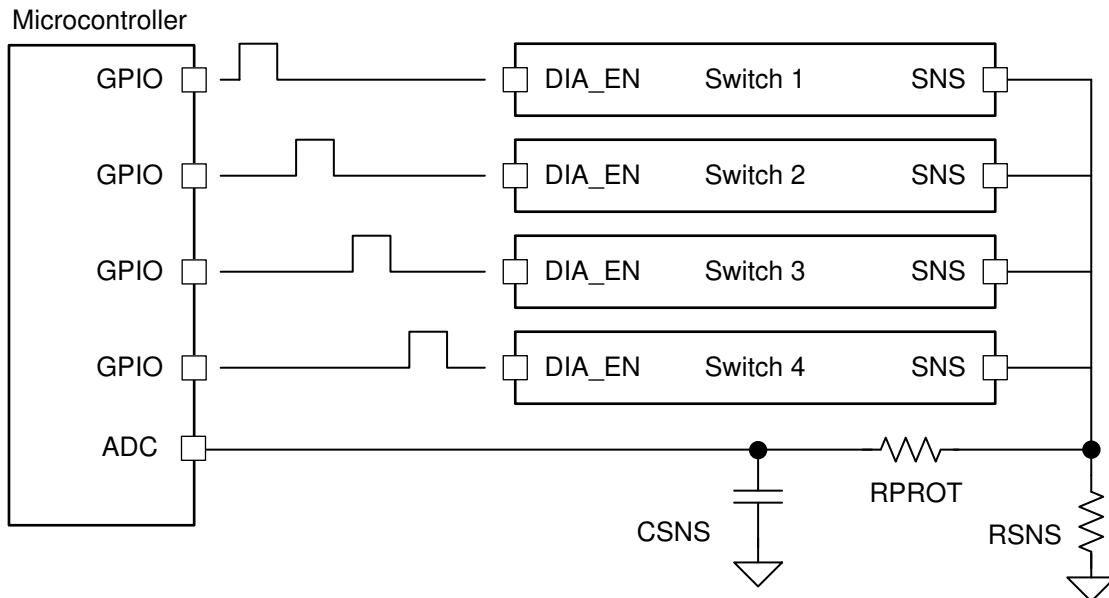 Microcontroller
GPIO DIA_EN Switch 1 SNS
GPIO DIA_EN Switch 2 SNS
GPIO DIA_EN Switch 3 SNS
GPIO DIA_EN Switch 4 SNS
ADC
RPROT
CSNS
RSNS